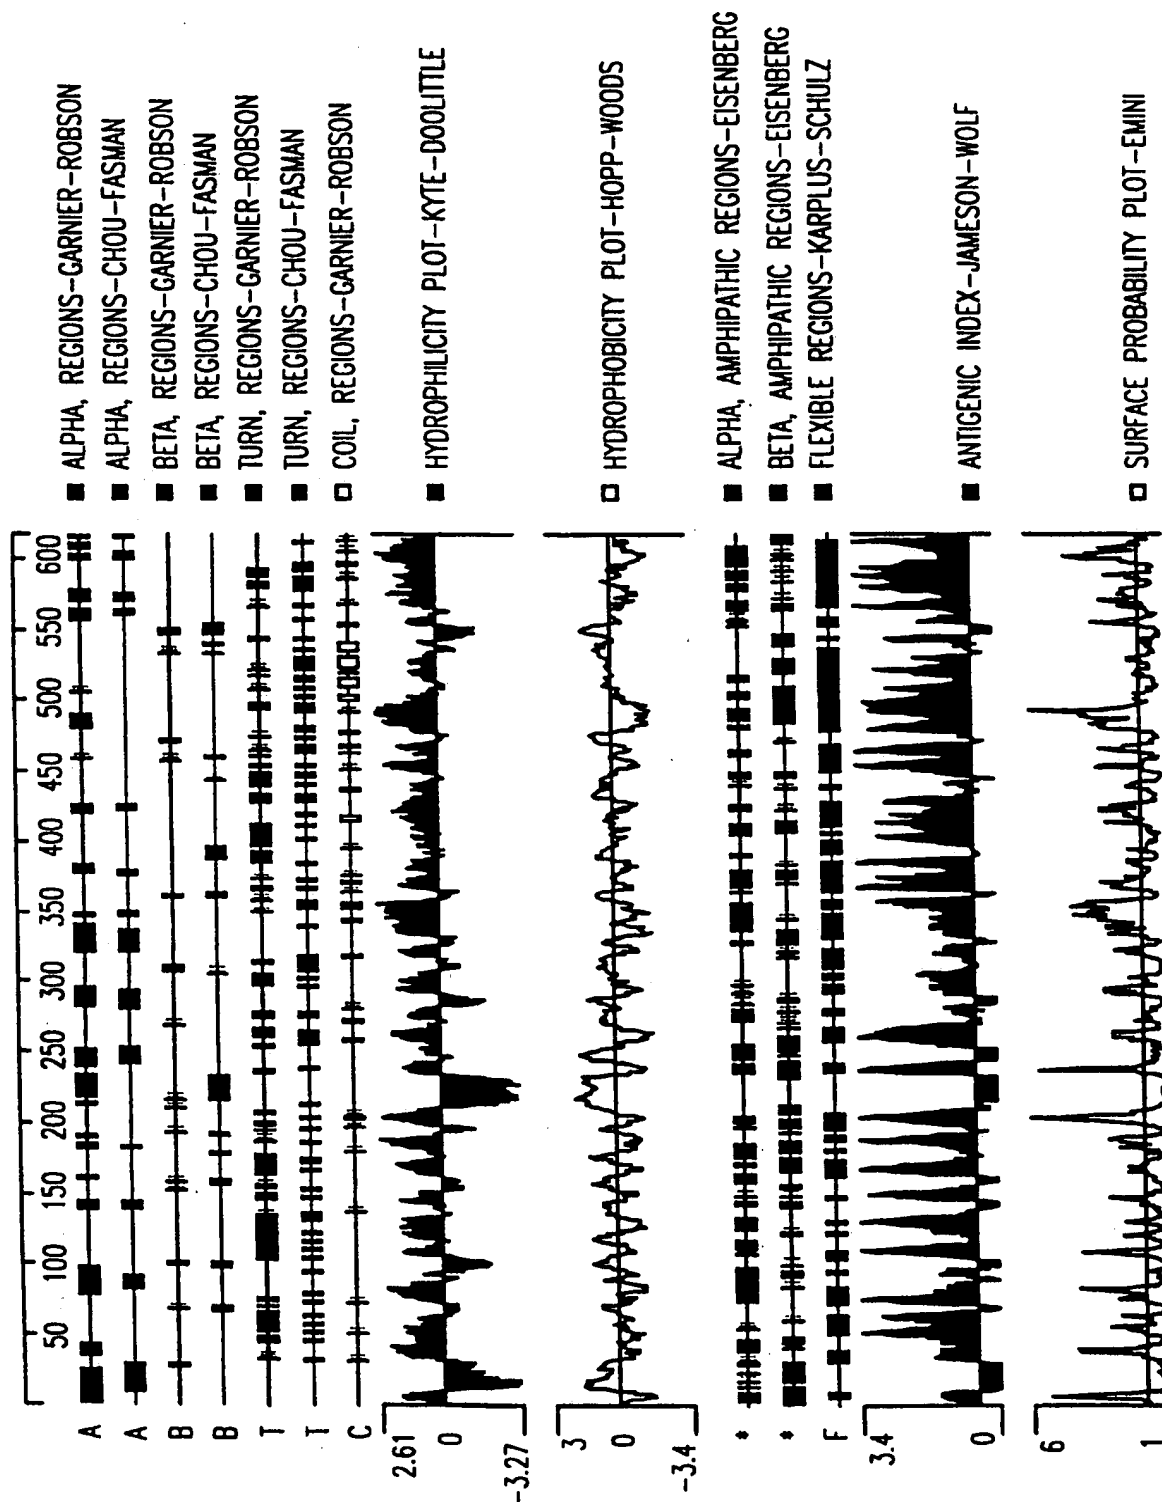 50 100 150 200 250 300 350 400 450 500 550 600
A ■ ALPHA, REGIONS-GARNIER-ROBSON
A ■ ALPHA, REGIONS-CHOU-FASMAN
B ■ BETA, REGIONS-GARNIER-ROBSON
B ■ BETA, REGIONS-CHOU-FASMAN
T ■ TURN, REGIONS-GARNIER-ROBSON
T ■ TURN, REGIONS-CHOU-FASMAN
C □ COIL, REGIONS-GARNIER-ROBSON
2.61
0 ■ HYDROPHILICITY PLOT-KYTE-DOOLITTLE
-3.27
3
0 □ HYDROPHOBICITY PLOT-HOPP-WOODS
-3.4
* ■ ALPHA, AMPHIPATHIC REGIONS-EISENBERG
* ■ BETA, AMPHIPATHIC REGIONS-EISENBERG
F ■ FLEXIBLE REGIONS-KARPLUS-SCHULZ
3.4
0 ■ ANTIGENIC INDEX-JAMESON-WOLF
6
1 □ SURFACE PROBABILITY PLOT-EMINI